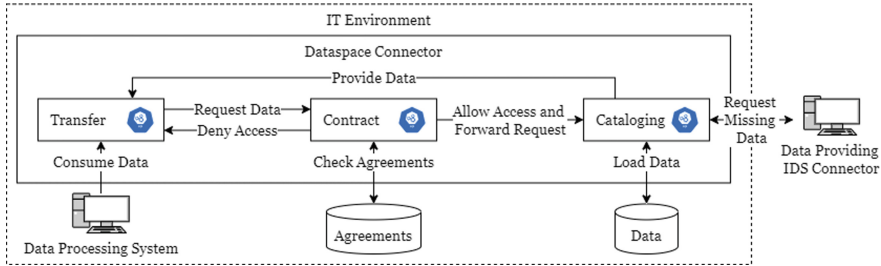 IT Environment
Dataspace Connector
Provide Data
Transfer
Request Data
Deny Access
Contract
Allow Access and
Forward Request
Cataloging
Request
Missing
Data
Data Providing
IDS Connector
Consume Data
Check Agreements
Load Data
Data Processing System
Agreements
Data